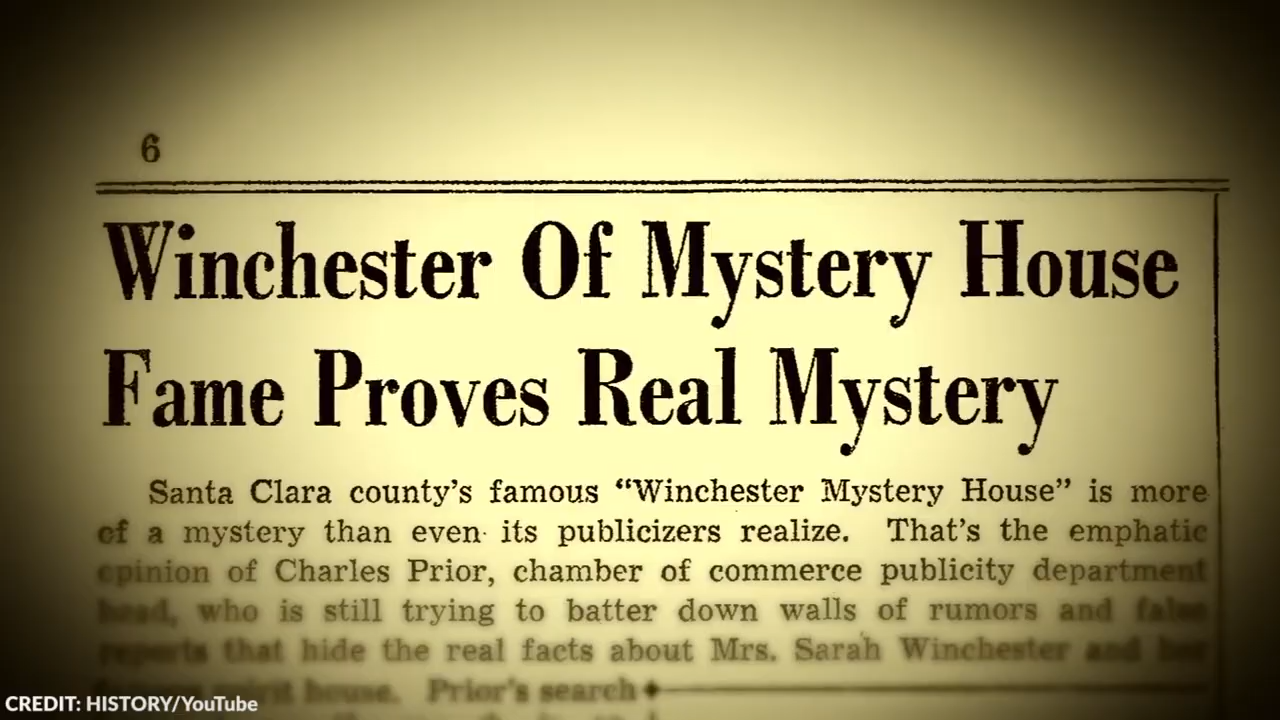 6
Winchester Of Mystery House
Fame Proves Real Mystery
Santa Clara county's famous “Winchester Mystery House” is more
of a mystery than even its publicizers realize. That's the emphatic
opinion of Charles Prior, chamber of commerce publicity department
head, who is still trying to batter down walls of rumors and false
reports that hide the real facts about Mrs. Sarah Winchester and her
spirit house. Prior's search
CREDIT: HISTORY/YouTube